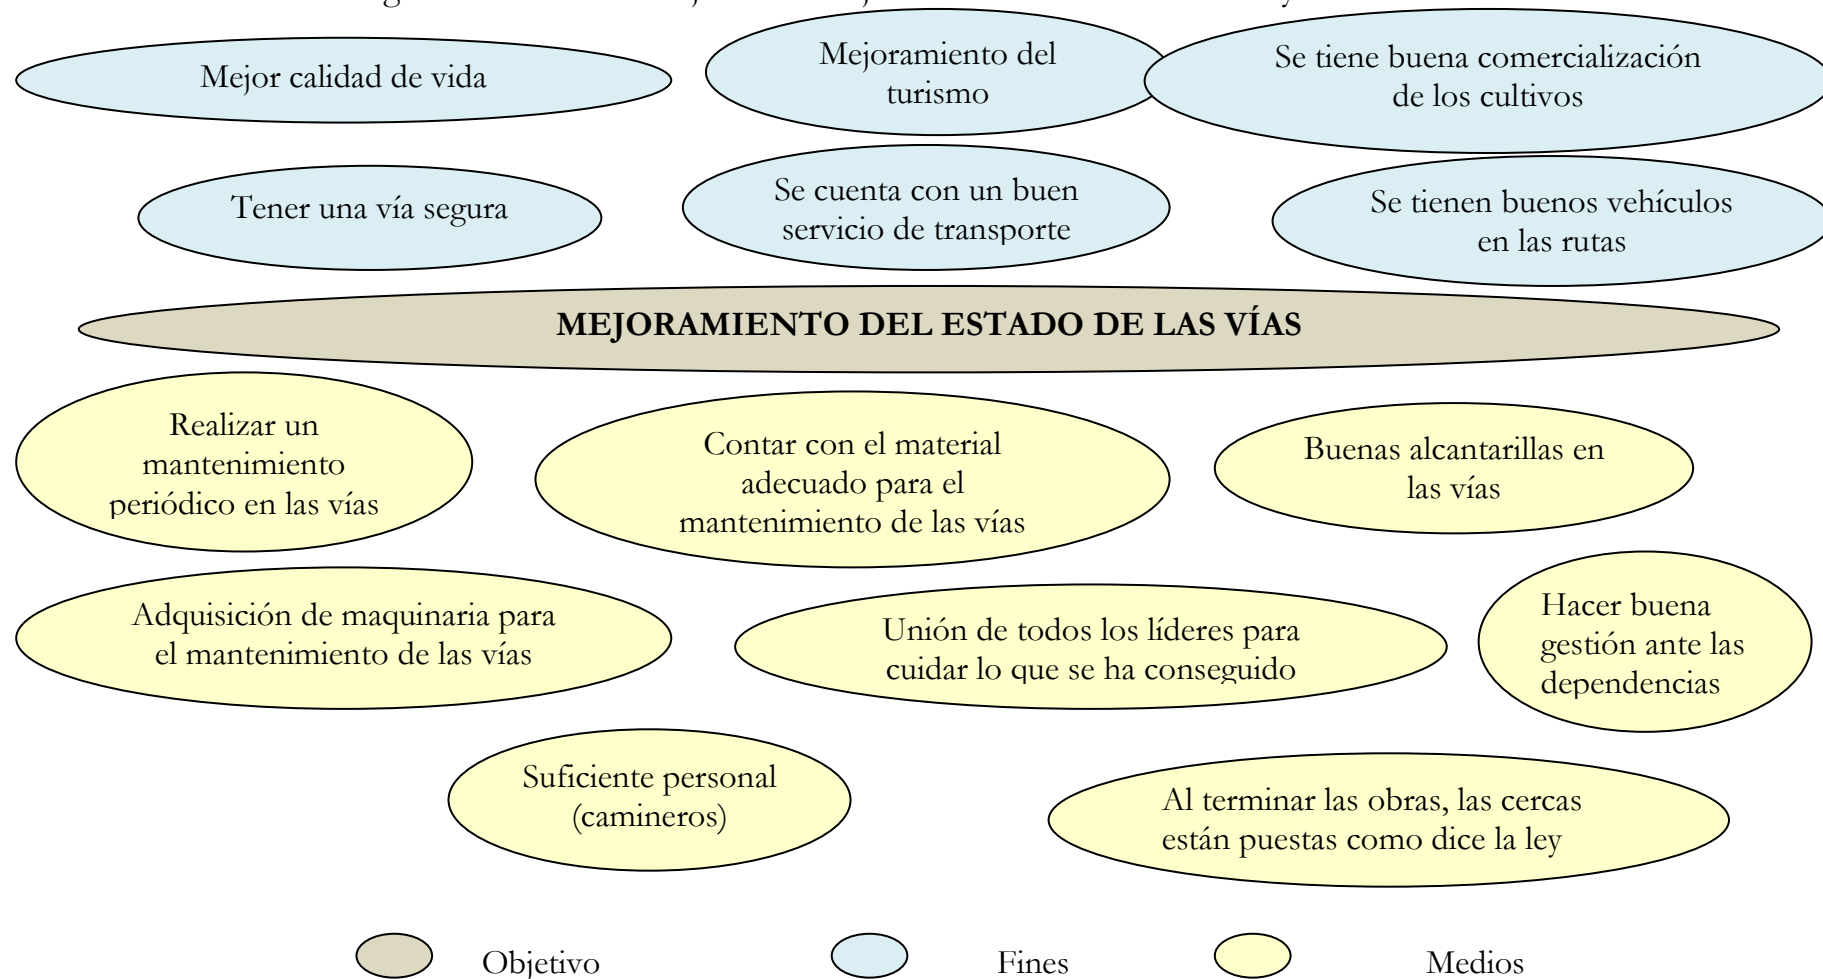 Mejor calidad de vida
Mejoramiento del
turismo
Se tiene buena comercialización
de los cultivos
Tener una vía segura
Se cuenta con un buen
servicio de transporte
Se tienen buenos vehículos
en las rutas
MEJORAMIENTO DEL ESTADO DE LAS VÍAS
Realizar un
mantenimiento
periódico en las vías
Contar con el material
adecuado para el
mantenimiento de las vías
Buenas alcantarillas en
las vías
Adquisición de maquinaria para
el mantenimiento de las vías
Unión de todos los líderes para
cuidar lo que se ha conseguido
Hacer buena
gestión ante las
dependencias
Suficiente personal
(camineros)
Al terminar las obras, las cercas
están puestas como dice la ley
Objetivo
Fines
Medios